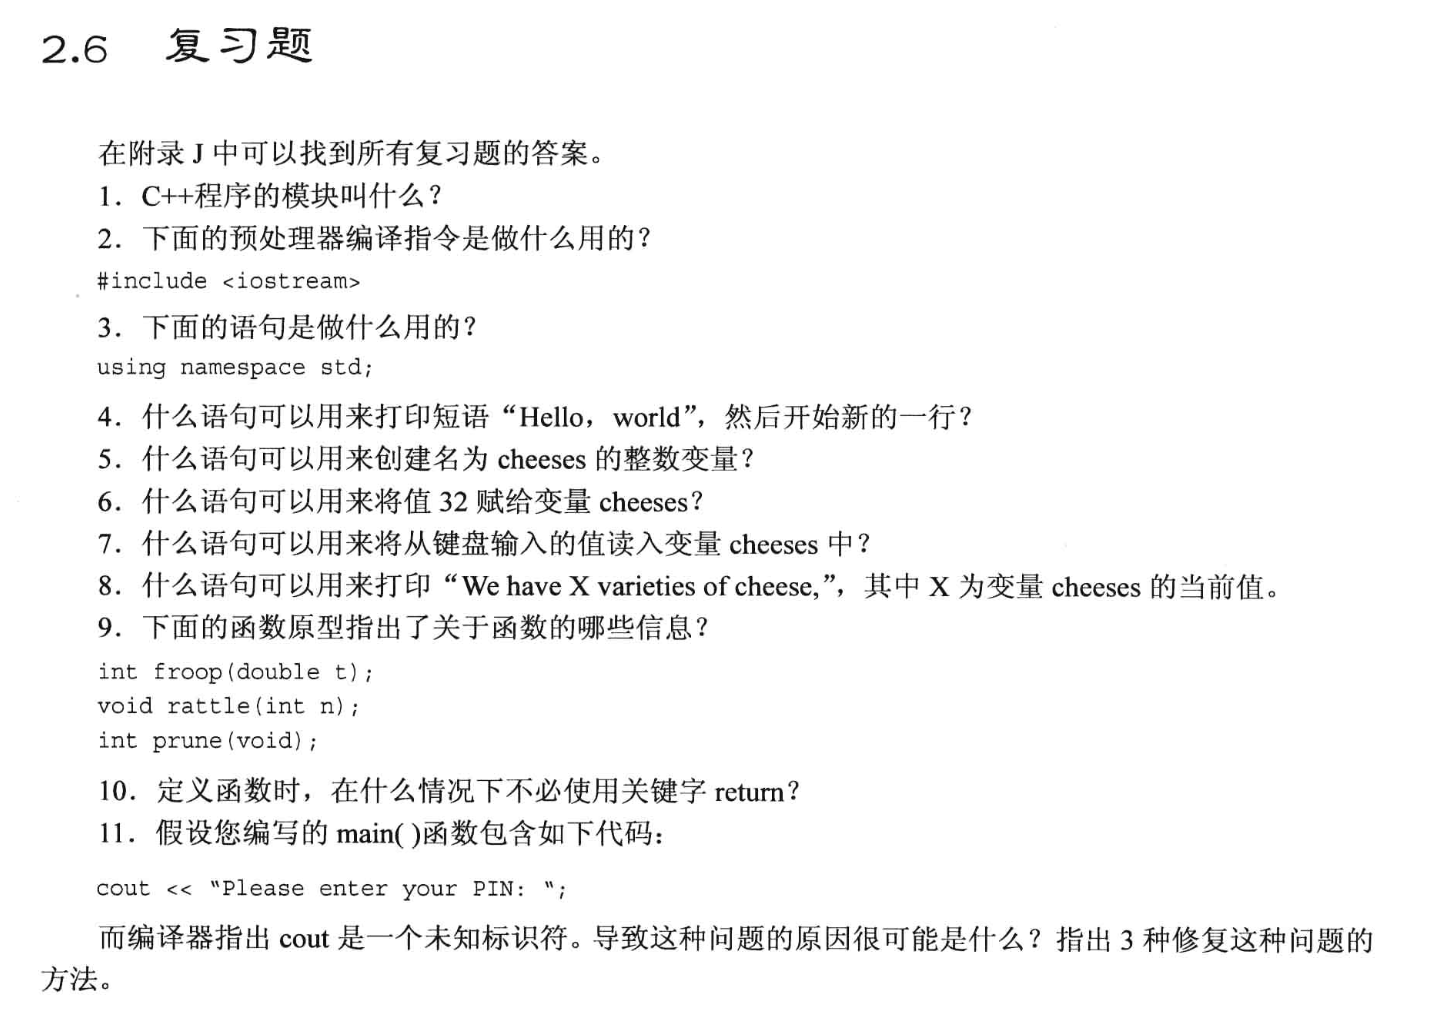 2.6 复习题
在附录 J 中可以找到所有复习题的答案。
1．C++程序的模块叫什么？
2．下面的预处理器编译指令是做什么用的？
#include <iostream>
3．下面的语句是做什么用的？
using namespace std;
4．什么语句可以用来打印短语“Hello，world”，然后开始新的一行？
5．什么语句可以用来创建名为 cheeses 的整数变量？
6．什么语句可以用来将值 32 赋给变量 cheeses？
7．什么语句可以用来将从键盘输入的值读入变量 cheeses 中？
8．什么语句可以用来打印“We have X varieties of cheese,”，其中 X 为变量 cheeses 的当前值。
9．下面的函数原型指出了关于函数的哪些信息？
int froop(double t);
void rattle(int n);
int prune(void);
10．定义函数时，在什么情况下不必使用关键字 return？
11．假设您编写的 main( )函数包含如下代码：
cout << "Please enter your PIN: ";
而编译器指出 cout 是一个未知标识符。导致这种问题的原因很可能是什么？指出 3 种修复这种问题的
方法。